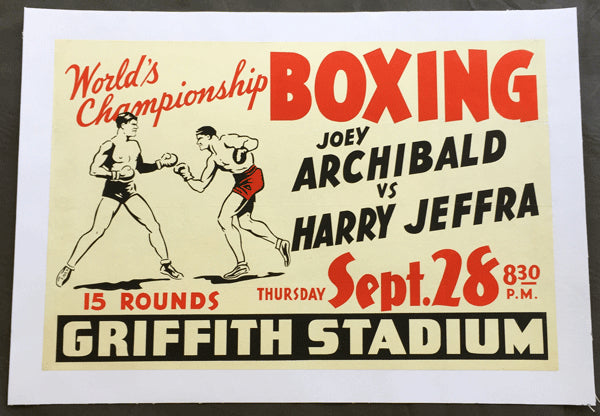 World's
Championship
BOXING
JOEY
ARCHIBALD
VS
HARRY JEFFRA
15 ROUNDS
THURSDAY Sept. 28 8 30 P.M.
GRIFFITH STADIUM